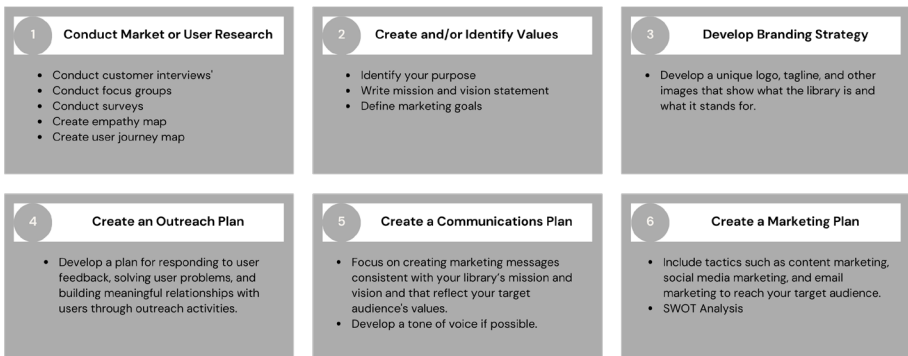 1 Conduct Market or User Research
• Conduct customer interviews'
• Conduct focus groups
• Conduct surveys
• Create empathy map
• Create user journey map
2 Create and/or Identify Values
• Identify your purpose
• Write mission and vision statement
• Define marketing goals
3 Develop Branding Strategy
• Develop a unique logo, tagline, and other
images that show what the library is and
what it stands for.
4 Create an Outreach Plan
• Develop a plan for responding to user
feedback, solving user problems, and
building meaningful relationships with
users through outreach activities.
5 Create a Communications Plan
• Focus on creating marketing messages
consistent with your library's mission and
vision and that reflect your target
audience's values.
• Develop a tone of voice if possible.
6 Create a Marketing Plan
• Include tactics such as content marketing,
social media marketing, and email
marketing to reach your target audience.
• SWOT Analysis